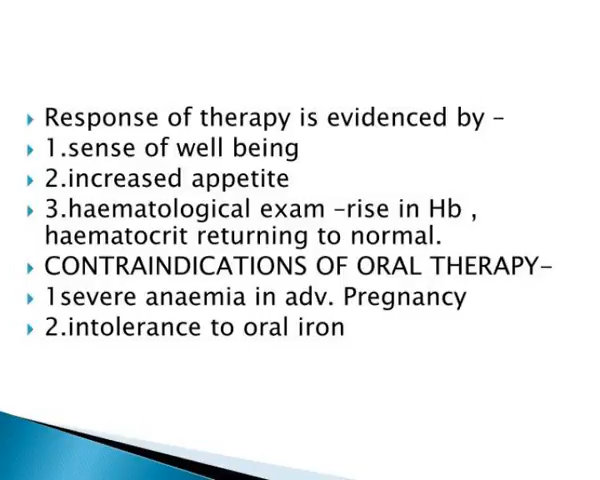 Response of therapy is evidenced by –
1.sense of well being
2.increased appetite
3.haematological exam –rise in Hb ,
haematocrit returning to normal.
CONTRAINDICATIONS OF ORAL THERAPY–
1severe anaemia in adv. Pregnancy
2.intolerance to oral iron